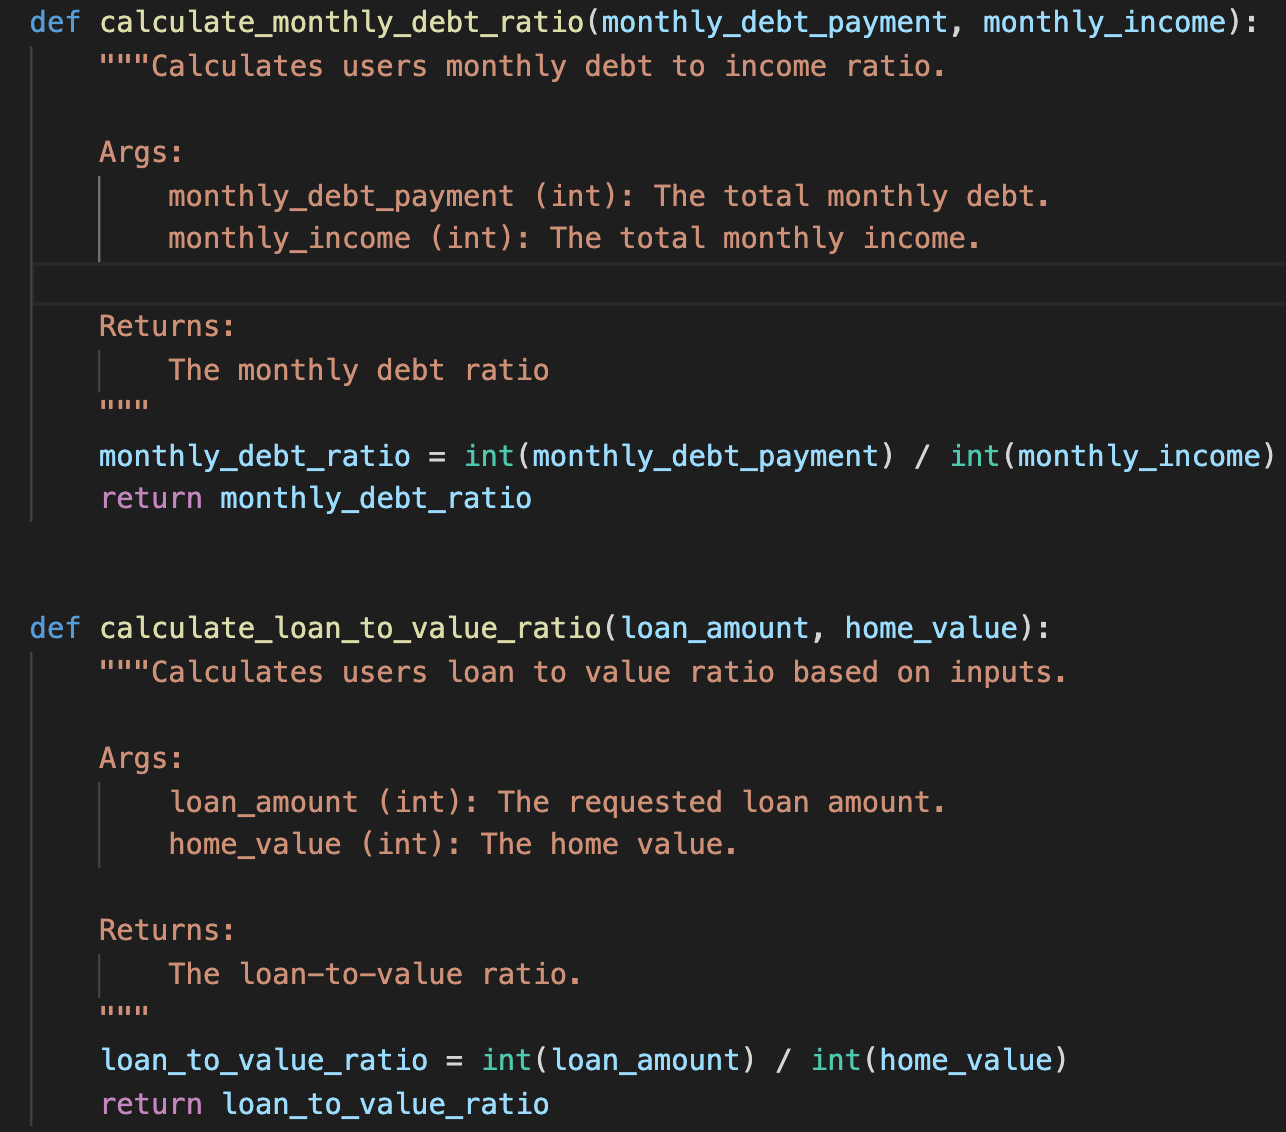 def calculate_monthly_debt_ratio(monthly_debt_payment, monthly_income):
    """Calculates users monthly debt to income ratio.

    Args:
        monthly_debt_payment (int): The total monthly debt.
        monthly_income (int): The total monthly income.

    Returns:
        The monthly debt ratio
    """
    monthly_debt_ratio = int(monthly_debt_payment) / int(monthly_income)
    return monthly_debt_ratio


def calculate_loan_to_value_ratio(loan_amount, home_value):
    """Calculates users loan to value ratio based on inputs.

    Args:
        loan_amount (int): The requested loan amount.
        home_value (int): The home value.

    Returns:
        The loan-to-value ratio.
    """
    loan_to_value_ratio = int(loan_amount) / int(home_value)
    return loan_to_value_ratio